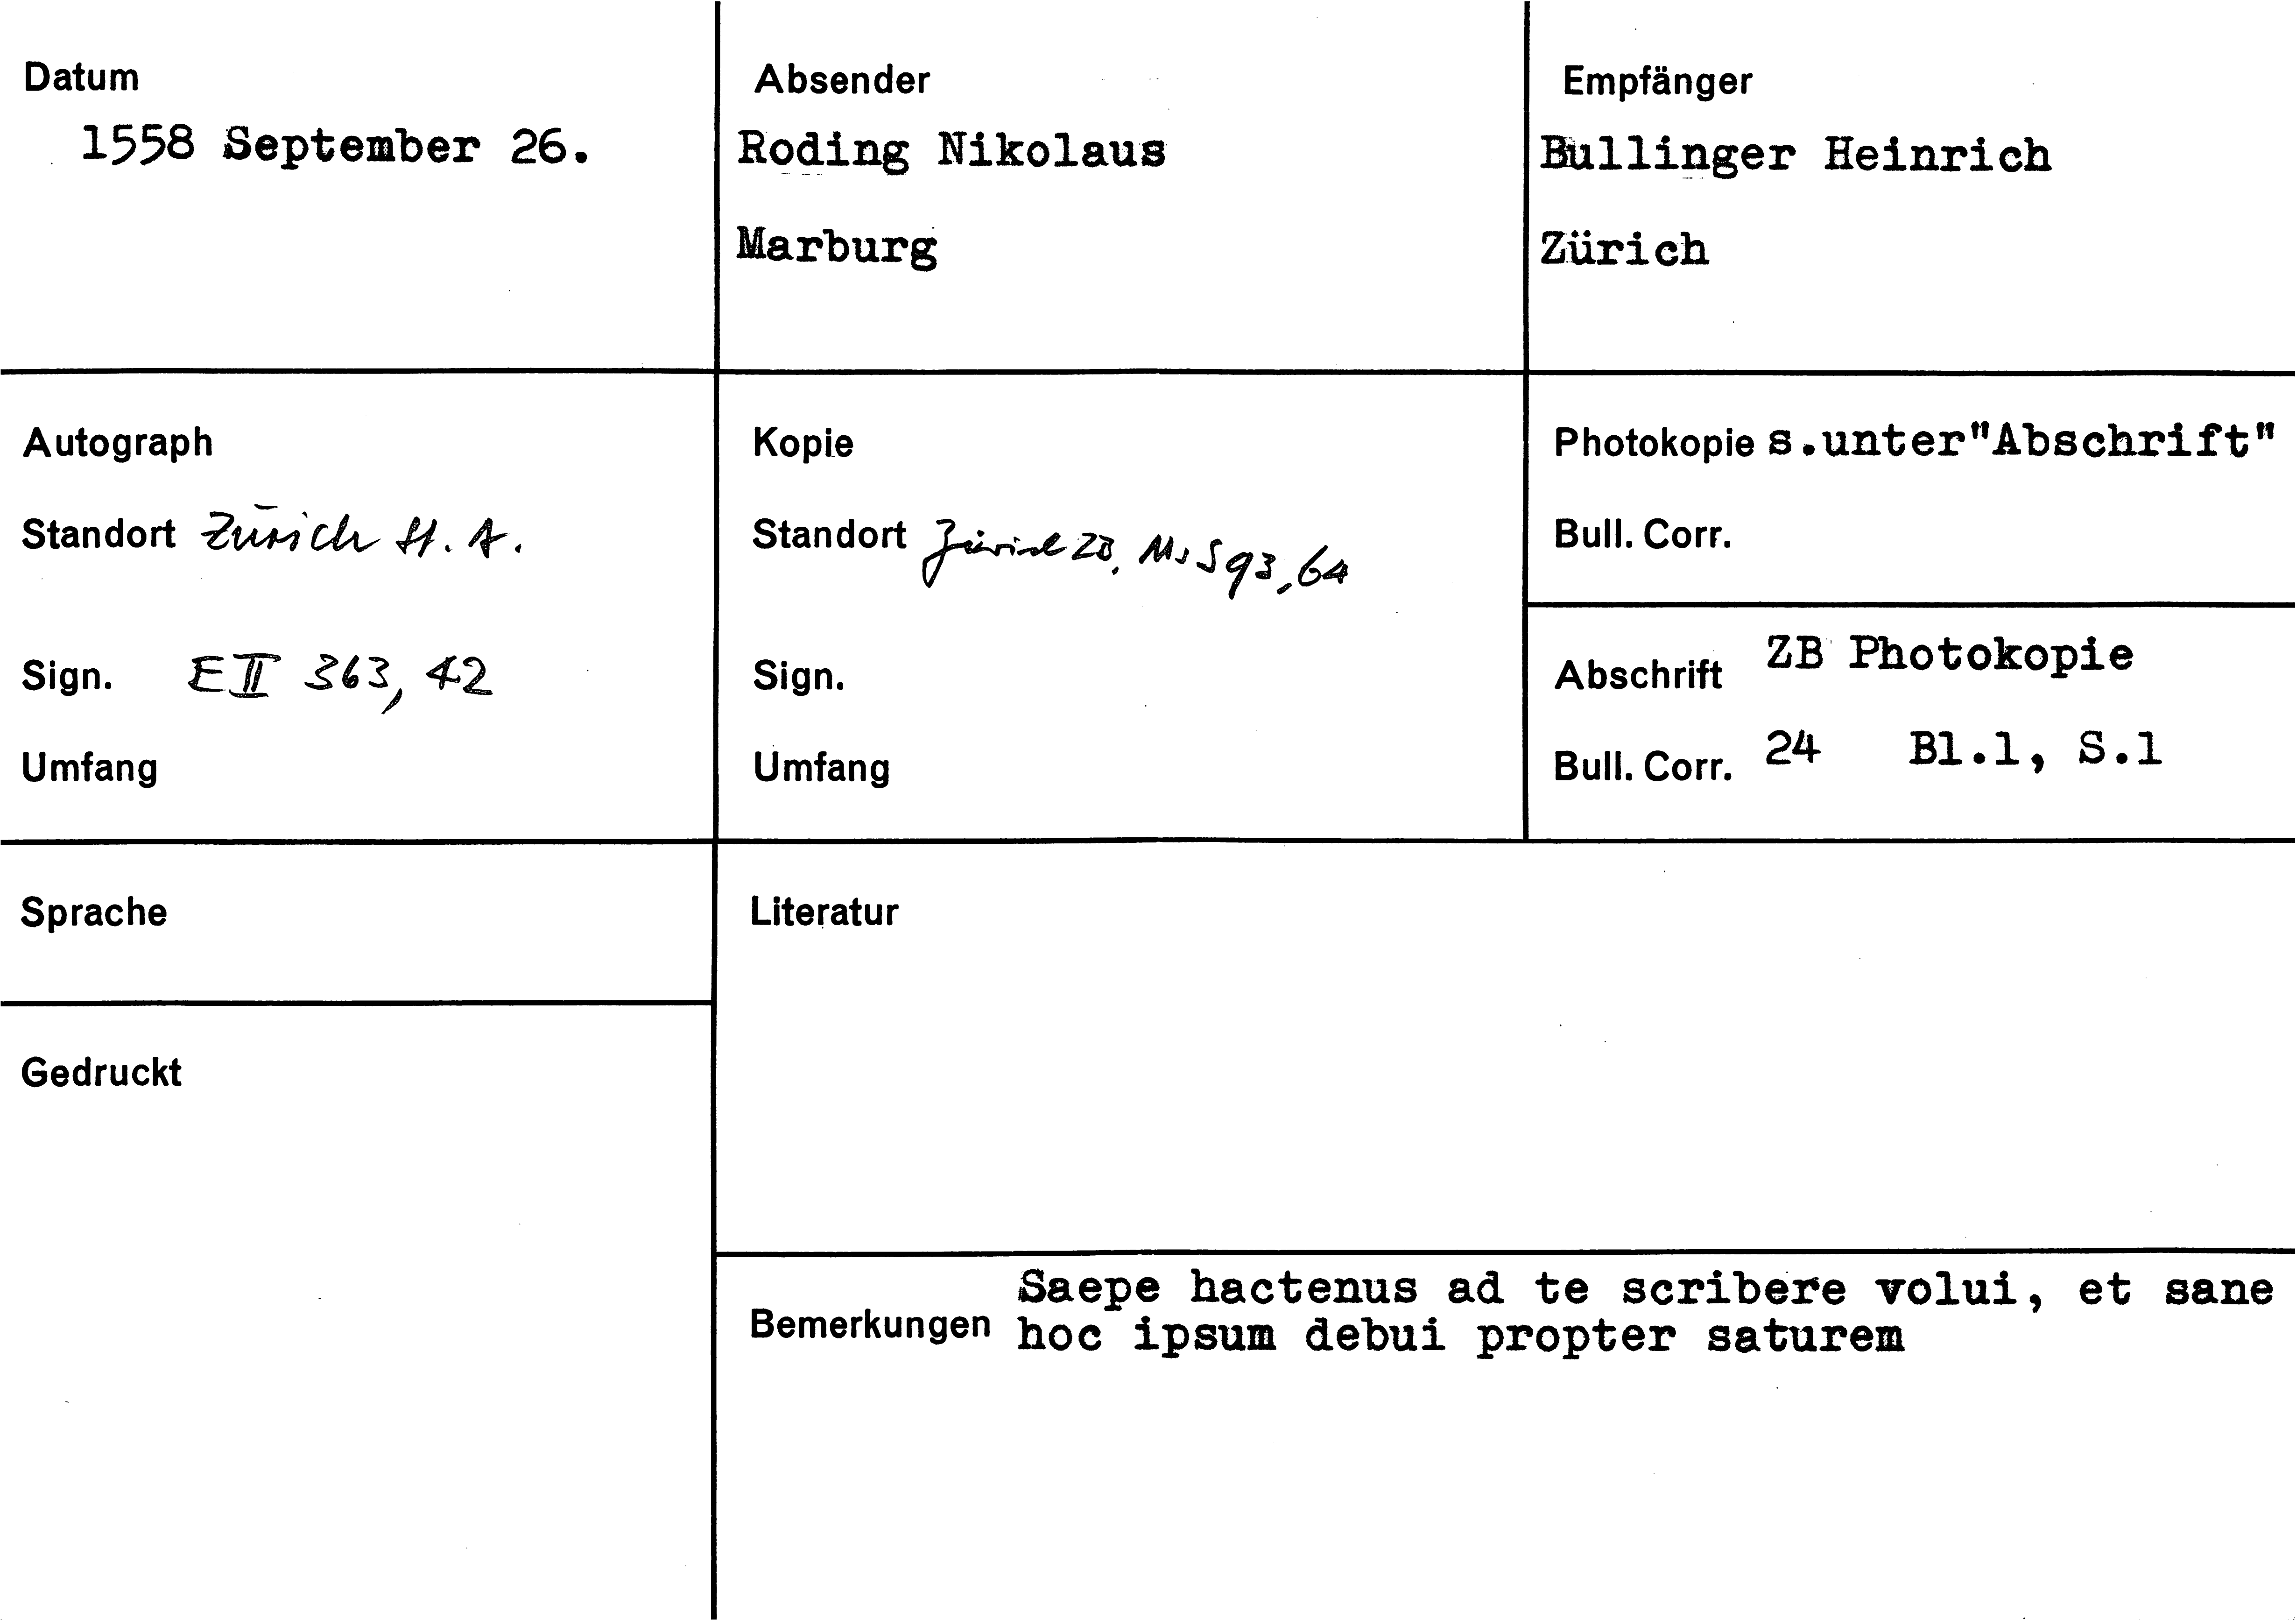 Datum
1558 September 26.
Absender
Roding Nikolaus
Marburg
Empfänger
Bullinger Heinrich
Zürich
Autograph
Standort Zürich St. A.
Sign. E II 363, 42
Umfang
Kopie
Standort Zürich ZB, Ms S 93, 64
Sign.
Umfang
Photokopie s.unter"Abschrift"
Bull. Corr.
Abschrift ZB Photokopie
Bull. Corr. 24 Bl.1, S.1
Sprache
Literatur
Gedruckt
Bemerkungen
Saepe hactenus ad te scribere volui, et sane
hoc ipsum debui propter saturem